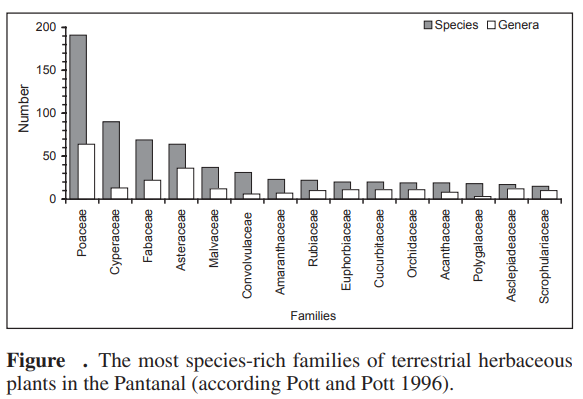 Species Genera
200
150
100
50
0
Number
Poaceae
Cyperaceae
Fabaceae
Asteraceae
Malvaceae
Convolvulaceae
Amaranthaceae
Rubiaceae
Euphorbiaceae
Cucurbitaceae
Orchidaceae
Acanthaceae
Polygalaceae
Asclepiadeaceae
Scrophulariaceae
Families
Figure . The most species-rich families of terrestrial herbaceous
plants in the Pantanal (according Pott and Pott 1996).